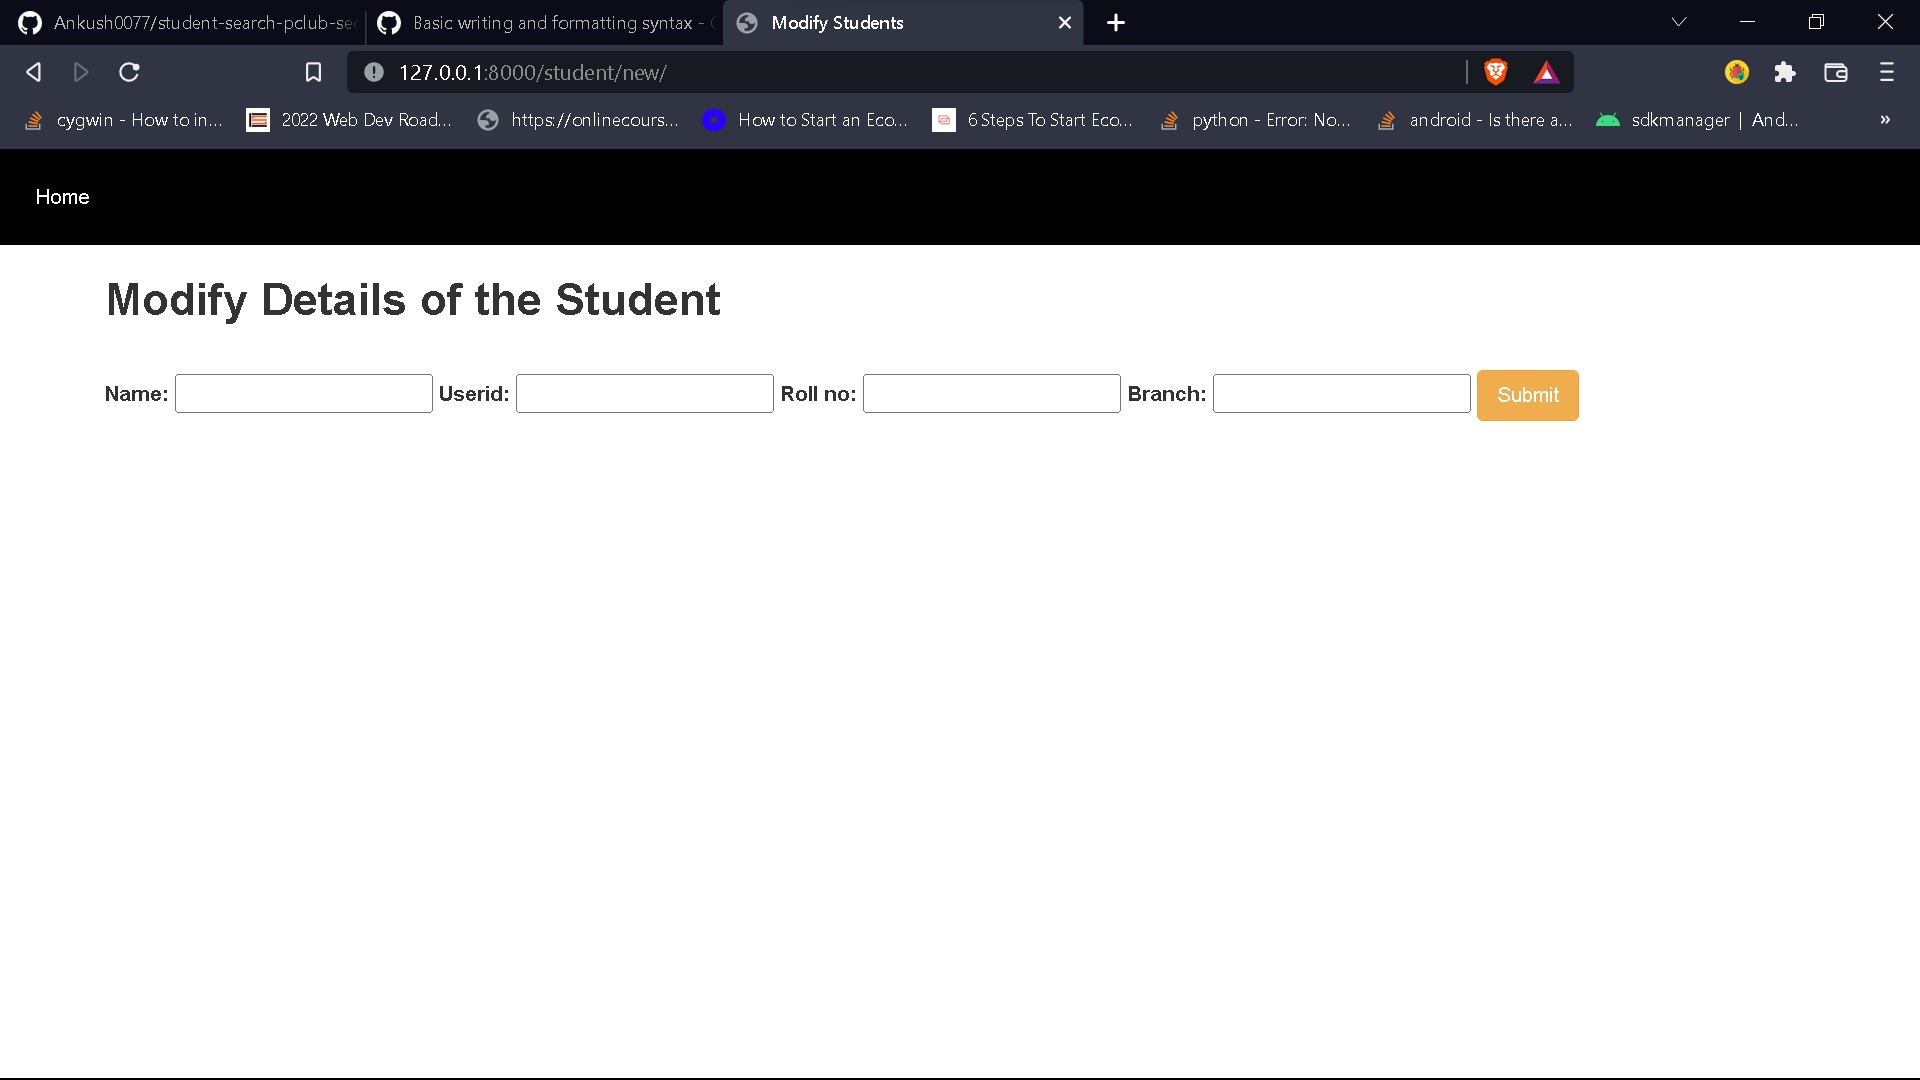 Ankush0077/student-search-pclub-sec
Basic writing and formatting syntax -
Modify Students
127.0.0.1:8000/student/new/
cygwin - How to in...
2022 Web Dev Road...
https://onlinecours...
How to Start an Eco...
6 Steps To Start Eco...
python - Error: No...
android - Is there a...
sdkmanager | And...
»
Home
Modify Details of the Student
Name:
Userid:
Roll no:
Branch:
Submit